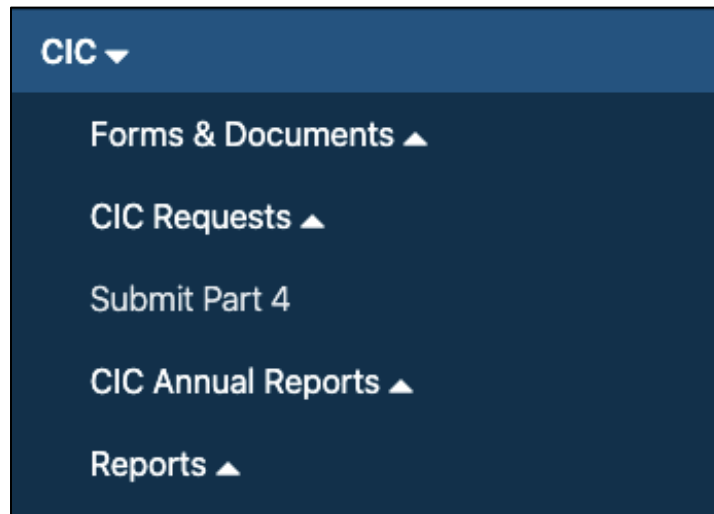 CIC
Forms & Documents
CIC Requests
Submit Part 4
CIC Annual Reports
Reports